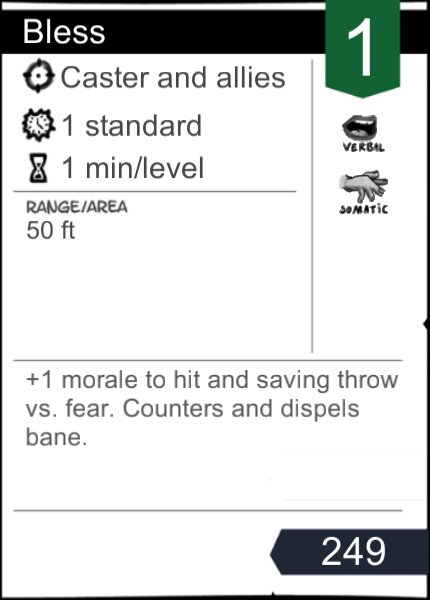 Bless
1
Caster and allies
1 standard
1 min/level
VERBAL
SOMATIC
RANGE/AREA
50 ft
+1 morale to hit and saving throw
vs. fear. Counters and dispels
bane.
249